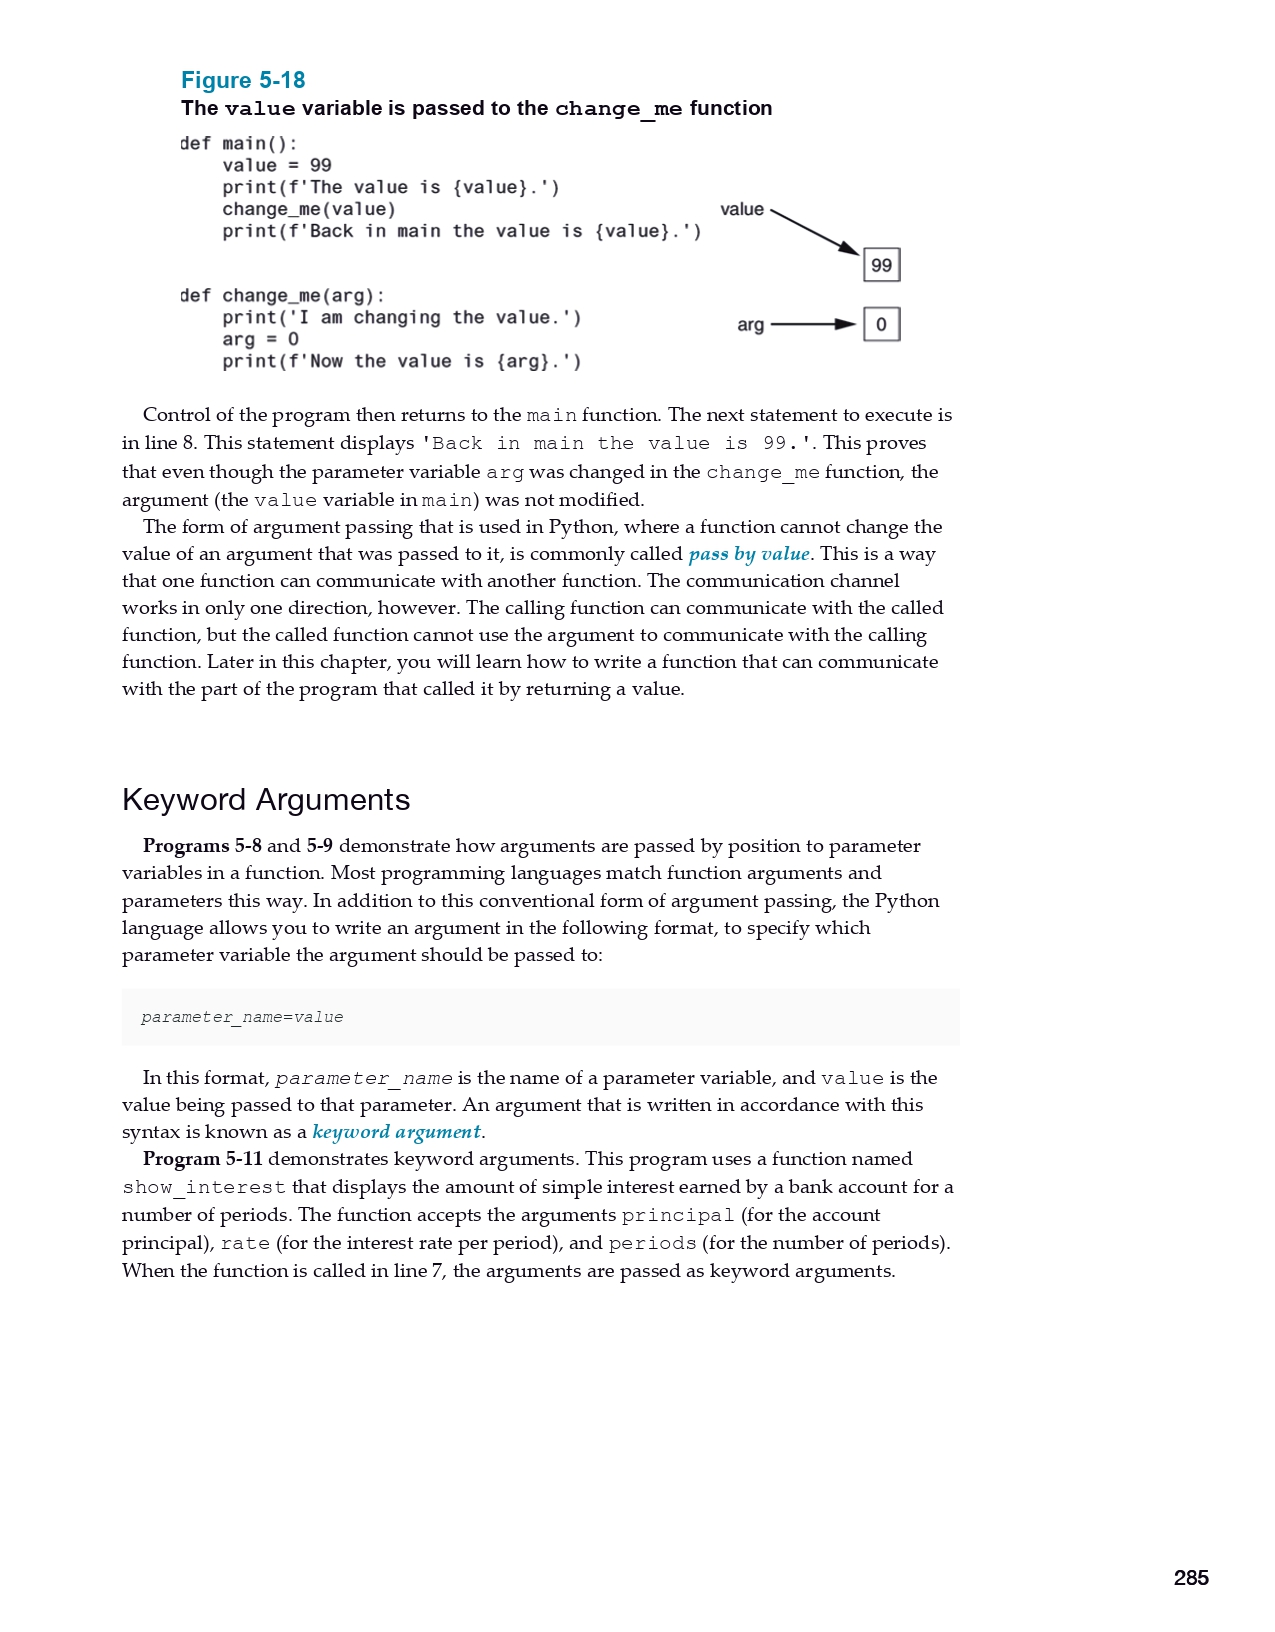 Figure 5-18
The value variable is passed to the change_me function
def main():
    value = 99
    print(f'The value is {value}.')
    change_me(value)
    print(f'Back in main the value is {value}.')
value
99
def change_me(arg):
    print('I am changing the value.')
    arg = 0
    print(f'Now the value is {arg}.')
arg
0
Control of the program then returns to the main function. The next statement to execute is
in line 8. This statement displays 'Back in main the value is 99.'. This proves
that even though the parameter variable arg was changed in the change_me function, the
argument (the value variable in main) was not modified.
The form of argument passing that is used in Python, where a function cannot change the
value of an argument that was passed to it, is commonly called pass by value. This is a way
that one function can communicate with another function. The communication channel
works in only one direction, however. The calling function can communicate with the called
function, but the called function cannot use the argument to communicate with the calling
function. Later in this chapter, you will learn how to write a function that can communicate
with the part of the program that called it by returning a value.
Keyword Arguments
Programs 5-8 and 5-9 demonstrate how arguments are passed by position to parameter
variables in a function. Most programming languages match function arguments and
parameters this way. In addition to this conventional form of argument passing, the Python
language allows you to write an argument in the following format, to specify which
parameter variable the argument should be passed to:
parameter_name=value
In this format, parameter_name is the name of a parameter variable, and value is the
value being passed to that parameter. An argument that is written in accordance with this
syntax is known as a keyword argument.
Program 5-11 demonstrates keyword arguments. This program uses a function named
show_interest that displays the amount of simple interest earned by a bank account for a
number of periods. The function accepts the arguments principal (for the account
principal), rate (for the interest rate per period), and periods (for the number of periods).
When the function is called in line 7, the arguments are passed as keyword arguments.
285